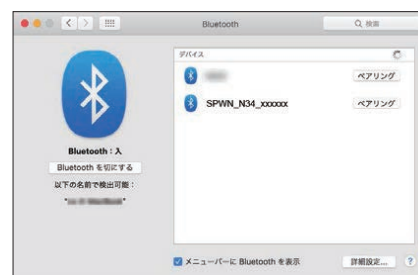 Bluetooth
検索
デバイス
ペアリング
SPWN_N34_xxxxxx
ペアリング
Bluetooth：入
Bluetooth を切にする
以下の名前で検出可能：
メニューバーに Bluetooth を表示
詳細設定...
?